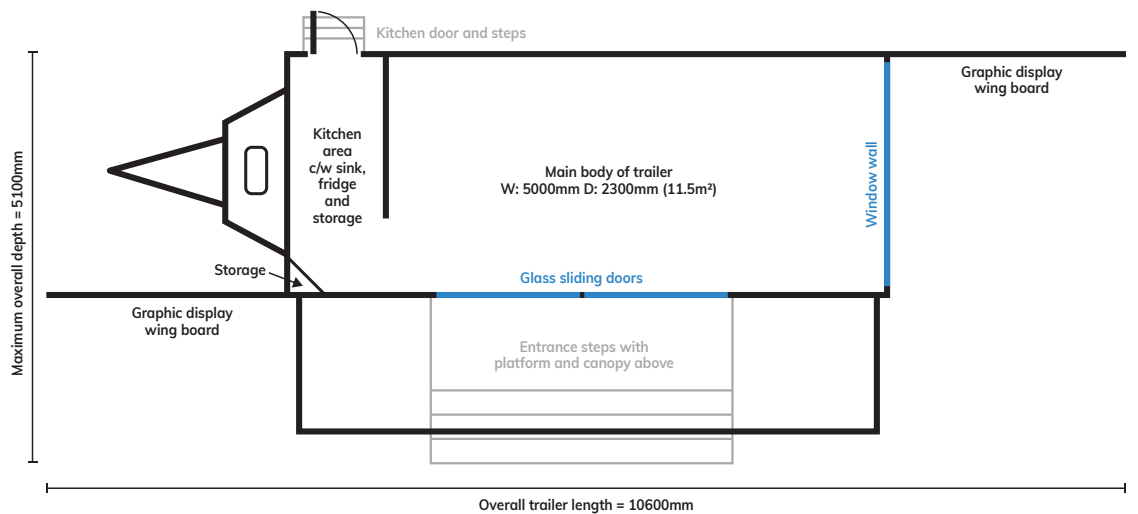 Kitchen door and steps
Graphic display
wing board
Kitchen
area
c/w sink,
fridge
and
storage
Main body of trailer
W: 5000mm D: 2300mm (11.5m²)
Window wall
Maximum overall depth = 5100mm
Storage
Glass sliding doors
Graphic display
wing board
Entrance steps with
platform and canopy above
Overall trailer length = 10600mm